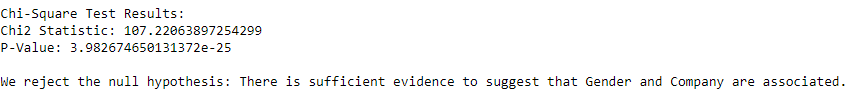 Chi-Square Test Results:
Chi2 Statistic: 107.22063897254299
P-Value: 3.982674650131372e-25
We reject the null hypothesis: There is sufficient evidence to suggest that Gender and Company are associated.